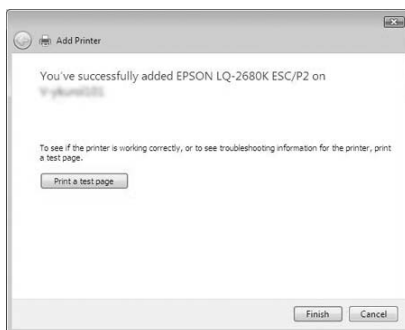 Add Printer
You've successfully added EPSON LQ-2680K ESC/P2 on
To see if the printer is working correctly, or to see troubleshooting information for the printer, print
a test page.
Print a test page
Finish
Cancel